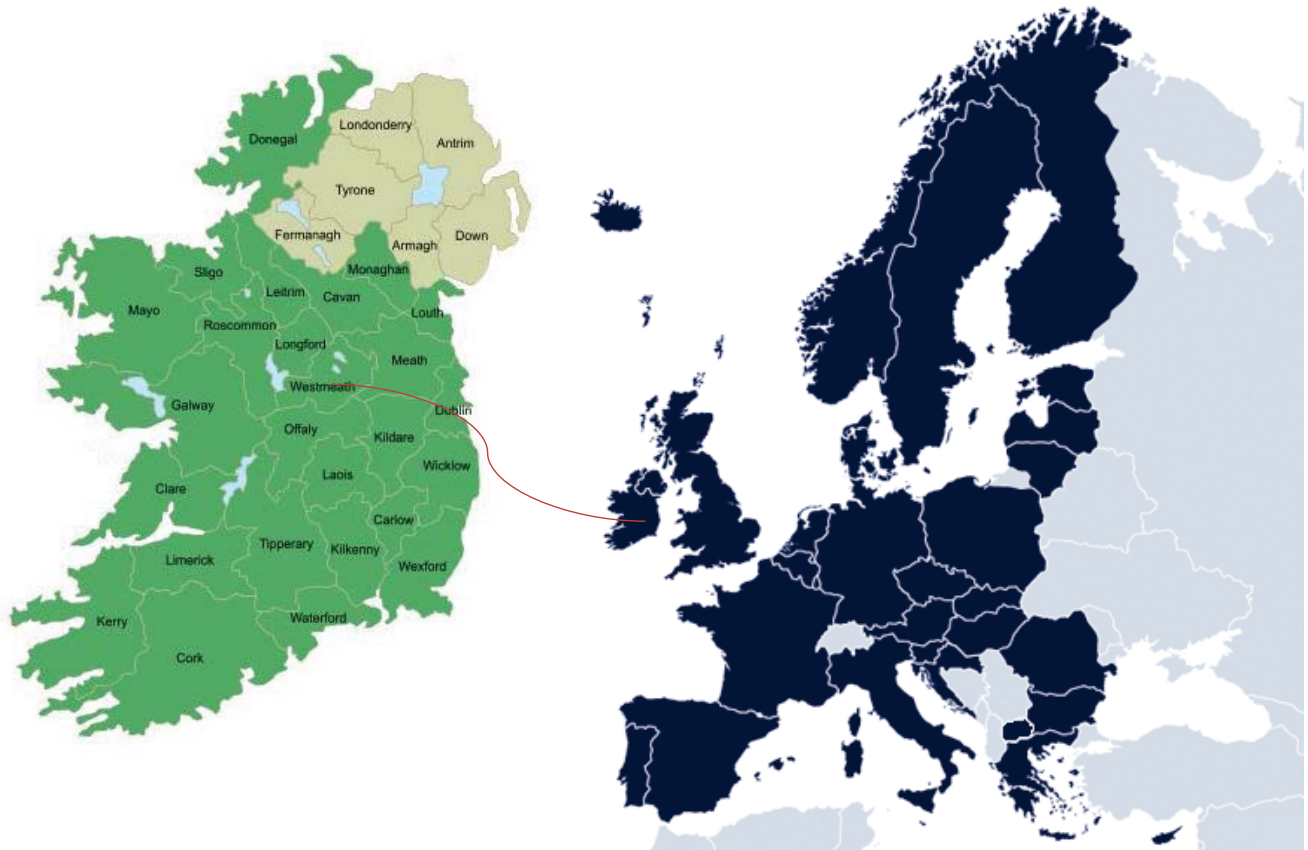 Donegal
Londonderry
Antrim
Tyrone
Fermanagh
Armagh
Down
Monaghan
Sligo
Leitrim
Cavan
Louth
Mayo
Roscommon
Longford
Meath
Westmeath
Galway
Dublin
Offaly
Kildare
Wicklow
Laois
Clare
Carlow
Tipperary
Kilkenny
Limerick
Wexford
Waterford
Kerry
Cork